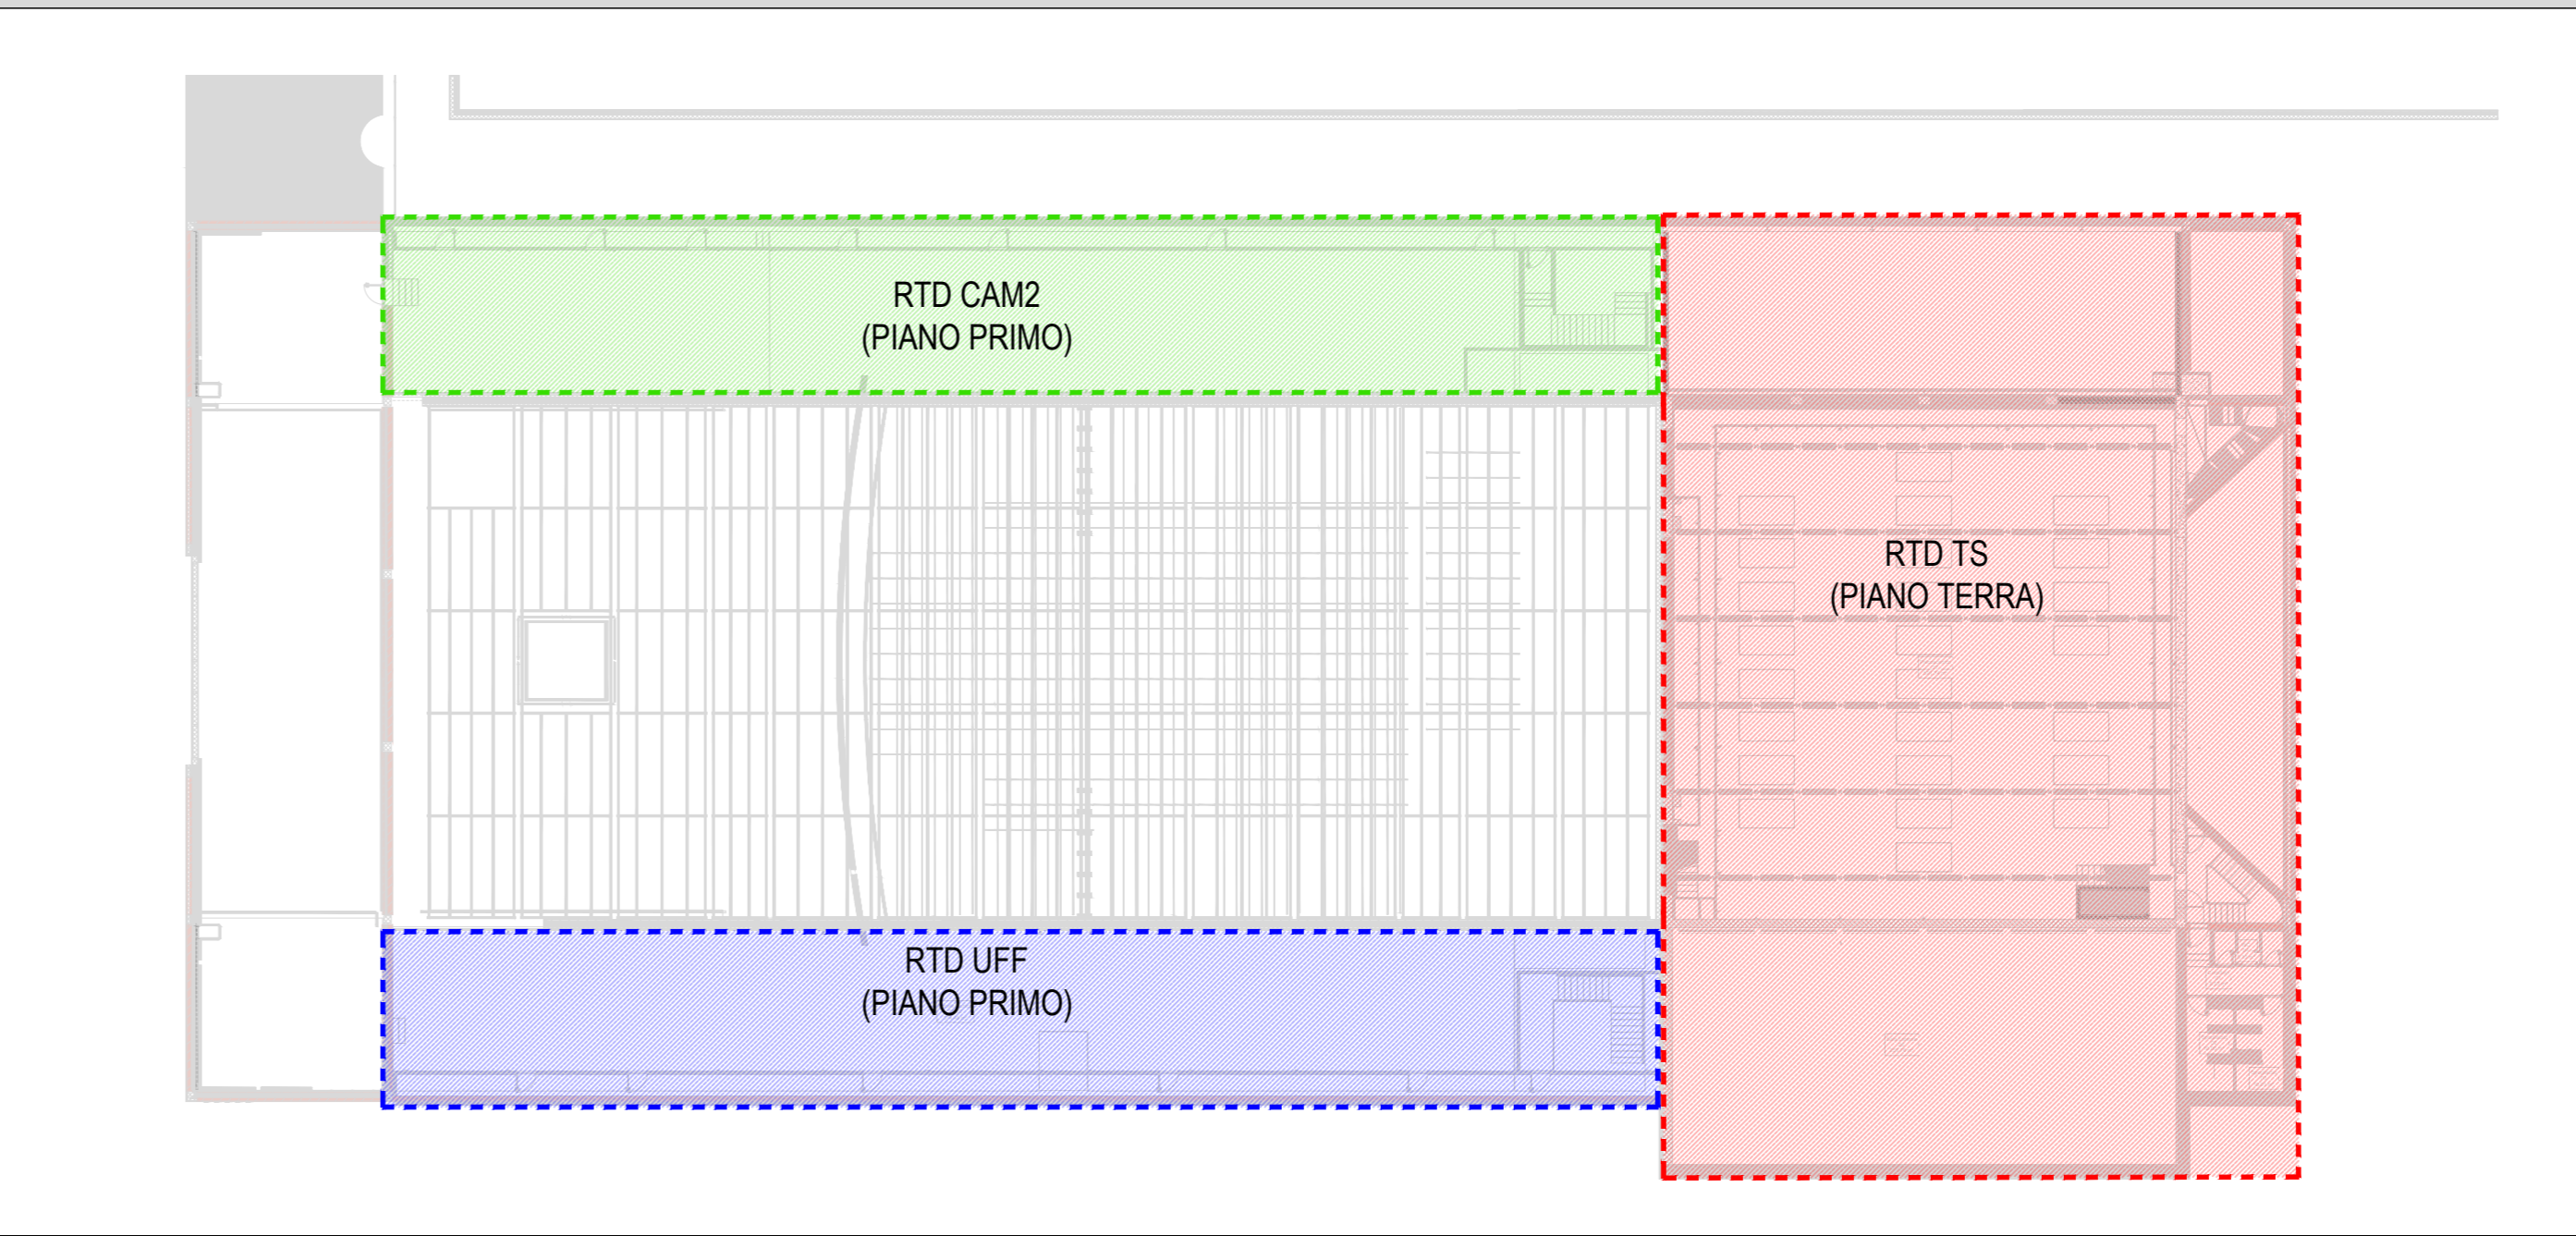 RTD CAM2
(PIANO PRIMO)
RTD TS
(PIANO TERRA)
RTD UFF
(PIANO PRIMO)